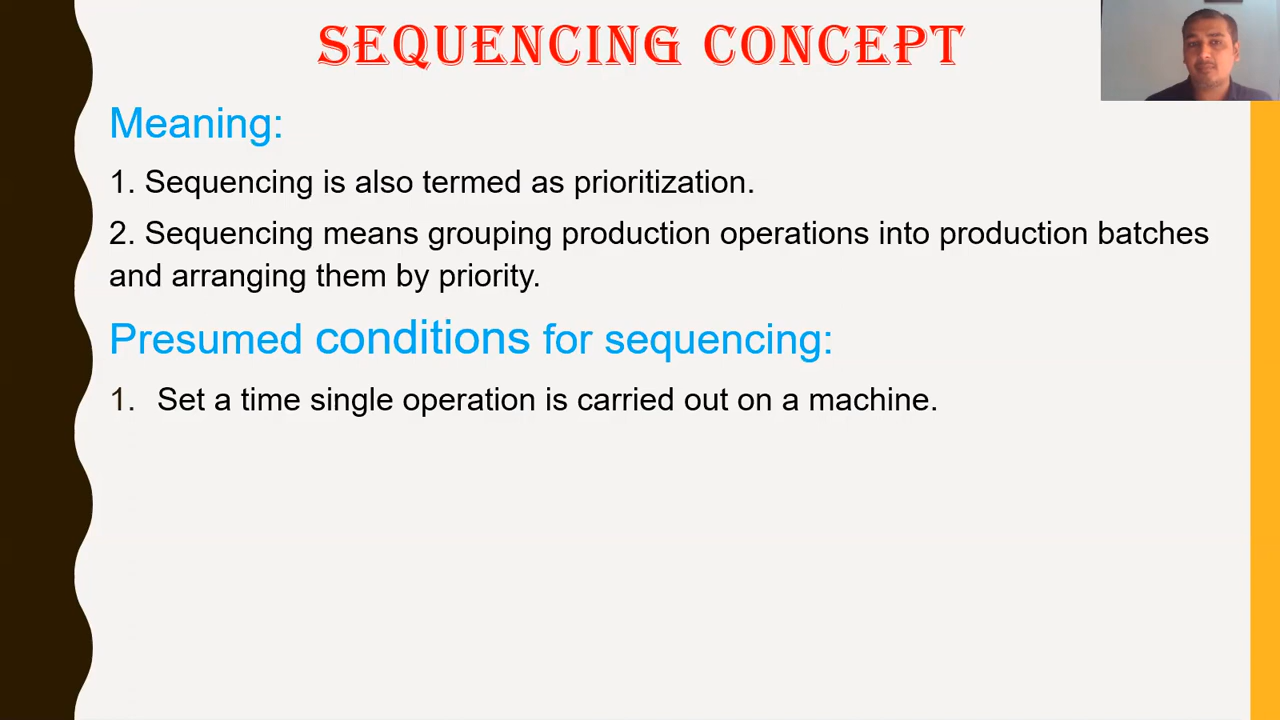 SEQUENCING CONCEPT
Meaning:
1. Sequencing is also termed as prioritization.
2. Sequencing means grouping production operations into production batches
and arranging them by priority.
Presumed conditions for sequencing:
1. Set a time single operation is carried out on a machine.